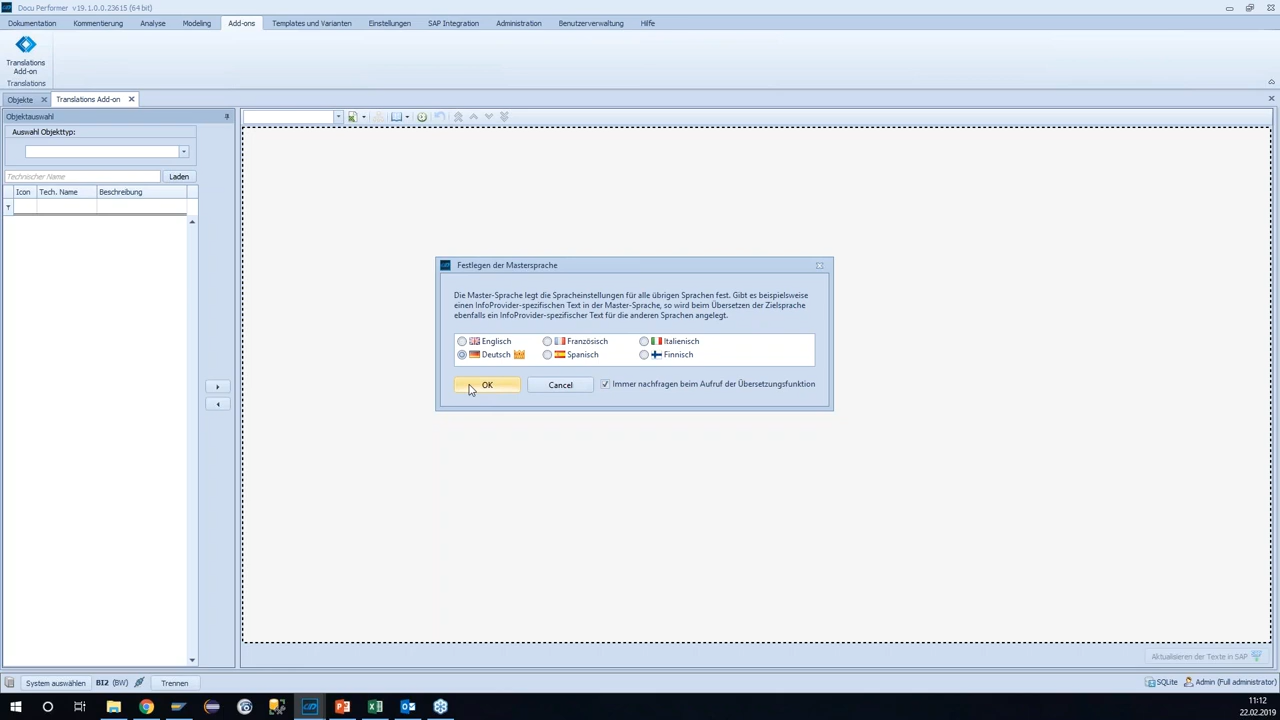 Docu Performer v19.1.0.0.23615 (64 bit)
Dokumentation Kommentierung Analyse Modeling Add-ons Templates und Varianten Einstellungen SAP Integration Administration Benutzerverwaltung Hilfe
Translations
Add-on
Translations
Objekte Translations Add-on
Objektauswahl
Auswahl Objekttyp:
Technischer Name Laden
Icon Tech. Name Beschreibung
Festlegen der Mastersprache
Die Master-Sprache legt die Spracheinstellungen für alle übrigen Sprachen fest. Gibt es beispielsweise
einen InfoProvider-spezifischen Text in der Master-Sprache, so wird beim Übersetzen der Zielsprache
ebenfalls ein InfoProvider-spezifischer Text für die anderen Sprachen angelegt.
Englisch Französisch Italienisch
Deutsch Spanisch Finnisch
OK Cancel Immer nachfragen beim Aufruf der Übersetzungsfunktion
Aktualisieren der Texte in SAP
System auswählen BI2 (BW) Trennen SQLite Admin (Full administrator)
11:12
22.02.2019